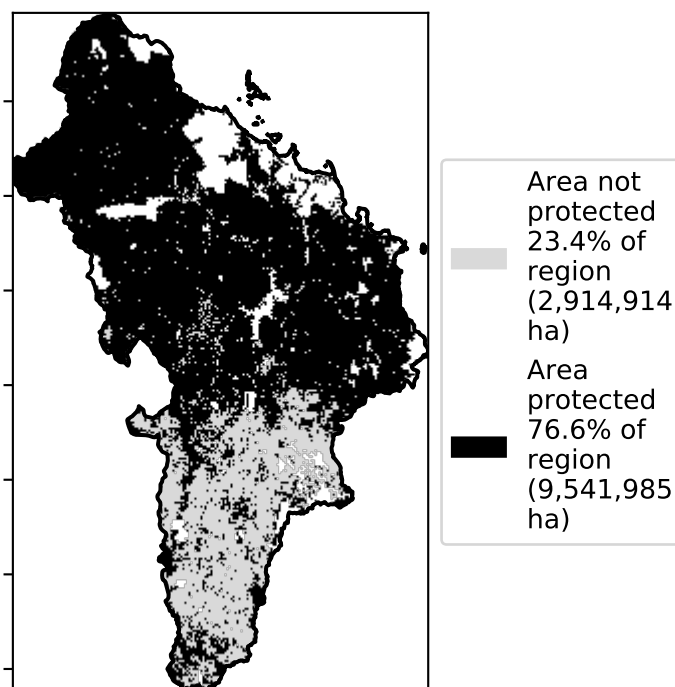 Area not
protected
23.4% of
region
(2,914,914
ha)
Area
protected
76.6% of
region
(9,541,985
ha)